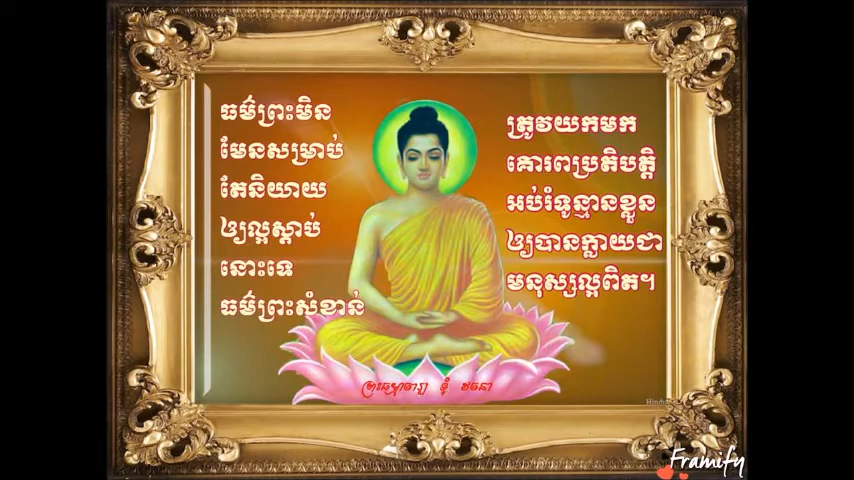 ធម៌ព្រះមិន
មែនសម្រាប់
តែនិយាយ
ឲ្យល្អស្ដាប់
នោះទេ
ធម៌ព្រះសំខាន់
ត្រូវយកមក
គោរពប្រតិបត្តិ
អប់រំទូន្មានខ្លួន
ឲ្យបានក្លាយជា
មនុស្សល្អពិត។
ជួន
Framify